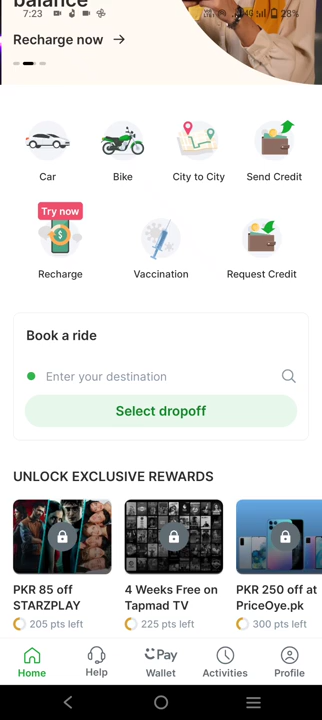 balance
7:23
28%
Recharge now →
Car
Bike
City to City
Send Credit
Try now
Recharge
Vaccination
Request Credit
Book a ride
Enter your destination
Select dropoff
UNLOCK EXCLUSIVE REWARDS
PKR 85 off
STARZPLAY
205 pts left
4 Weeks Free on
Tapmad TV
225 pts left
PKR 250 off at
PriceOye.pk
300 pts left
Home
Help
Pay
Wallet
Activities
Profile